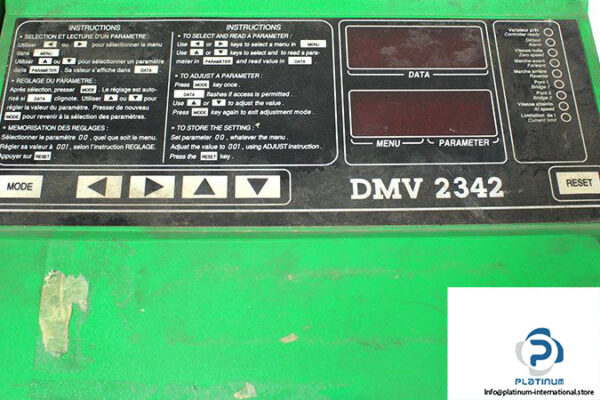 INSTRUCTIONS
• SELECTION ET LECTURE D'UN PARAMETRE :
Utiliser ◄ ou ► pour sélectionner le menu
dans MENU
Utiliser ▲ ou ▼ pour sélectionner un paramètre
dans PARAMETER . Sa valeur s'affiche dans DATA
• REGLAGE DU PARAMETRE :
Après sélection, presser MODE . Le réglage est auto-
risé si DATA clignote. Utiliser ▲ ou ▼ pour
régler la valeur du paramètre. Presser de nouveau
MODE pour revenir à la sélection des paramètres.
• MEMORISATION DES REGLAGES :
Sélectionner le paramètre 00 , quel que soit le menu.
Régler sa valeur à 001 , selon l'instruction REGLAGE.
Appuyer sur RESET
INSTRUCTIONS
• TO SELECT AND READ A PARAMETER :
Use ◄ or ► keys to select a menu in MENU
Use ▲ or ▼ keys to select and to read a para-
meter in PARAMETER and read value in DATA
• TO ADJUST A PARAMETER :
Press MODE key once .
DATA flashes if access is permitted .
Use ▲ or ▼ to adjust the value .
Press MODE key again to exit adjustment mode .
• TO STORE THE SETTING :
Set parameter 00 , whatever the menu .
Adjust the value to 001 , using ADJUST instruction .
Press the RESET key .
DATA
MENU
PARAMETER
Variateur prêt
Controller ready
Défaut
Alarm
Vitesse nulle
Zero speed
Marche avant
Forward
Marche arrière
Reverse
Pont 1
Bridge 1
Pont 2
Bridge 2
Vitesse atteinte
At speed
Limitation de I
Current limit
MODE
◄
►
▲
▼
DMV 2342
RESET
PLATINUM
info@platinum-international.store